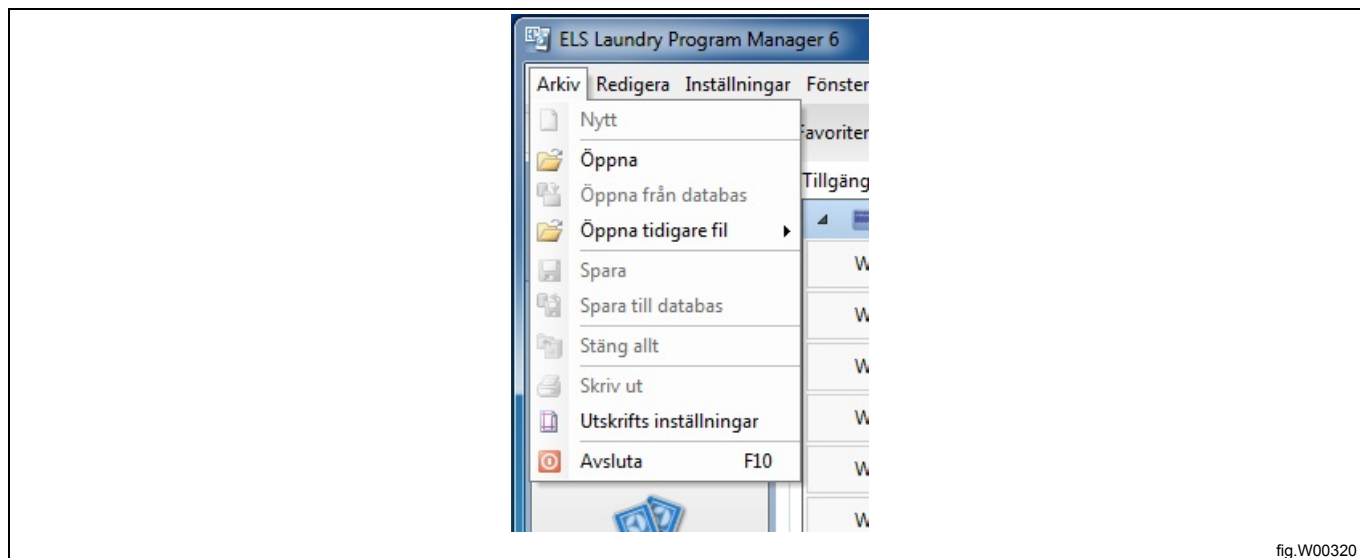 ELS Laundry Program Manager 6
Arkiv Redigera Inställningar Fönster
Nytt
Favoriter
Öppna
Tillgäng
Öppna från databas
Öppna tidigare fil
Spara
Spara till databas
Stäng allt
Skriv ut
Utskrifts inställningar
Avsluta F10
W
W
W
W
W
W
fig.W00320